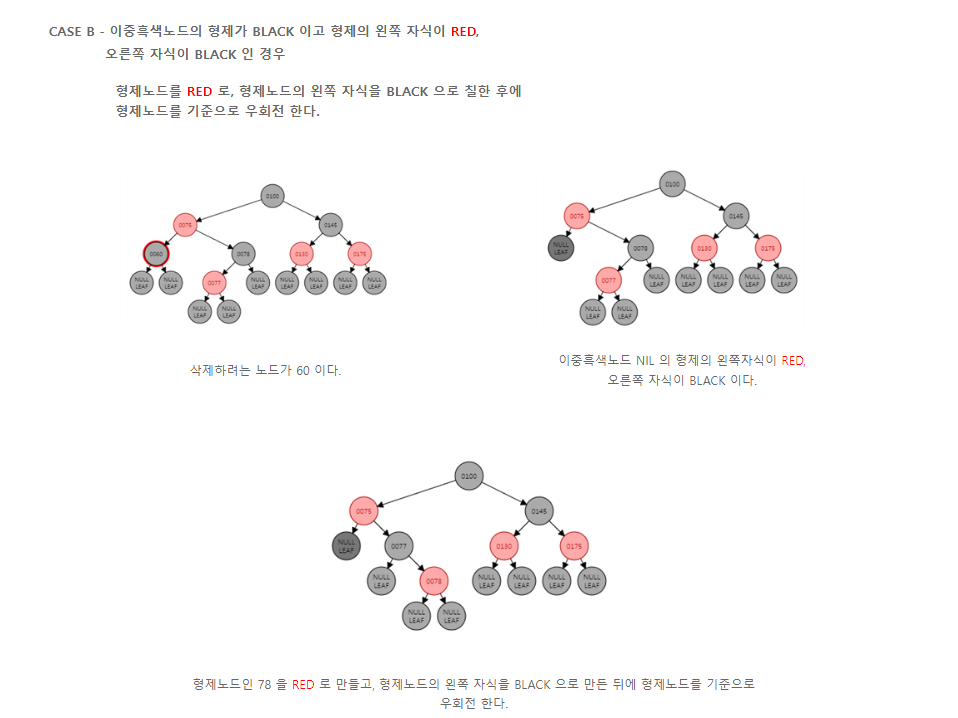 CASE B - 이중흑색노드의 형제가 BLACK 이고 형제의 왼쪽 자식이 RED,
오른쪽 자식이 BLACK 인 경우
형제노드를 RED 로, 형제노드의 왼쪽 자식을 BLACK 으로 칠한 후에
형제노드를 기준으로 우회전 한다.
0100
0075
0145
0060
0078
0130
0175
NULL
LEAF
NULL
LEAF
0077
NULL
LEAF
NULL
LEAF
NULL
LEAF
NULL
LEAF
NULL
LEAF
NULL
LEAF
NULL
LEAF
삭제하려는 노드가 60 이다.
0100
0075
0145
NULL
LEAF
0078
0130
0175
0077
NULL
LEAF
NULL
LEAF
NULL
LEAF
NULL
LEAF
NULL
LEAF
NULL
LEAF
NULL
LEAF
이중흑색노드 NIL 의 형제의 왼쪽자식이 RED,
오른쪽 자식이 BLACK 이다.
0100
0075
0145
NULL
LEAF
0077
0130
0175
NULL
LEAF
0078
NULL
LEAF
NULL
LEAF
NULL
LEAF
NULL
LEAF
NULL
LEAF
NULL
LEAF
형제노드인 78 을 RED 로 만들고, 형제노드의 왼쪽 자식을 BLACK 으로 만든 뒤에 형제노드를 기준으로
우회전 한다.